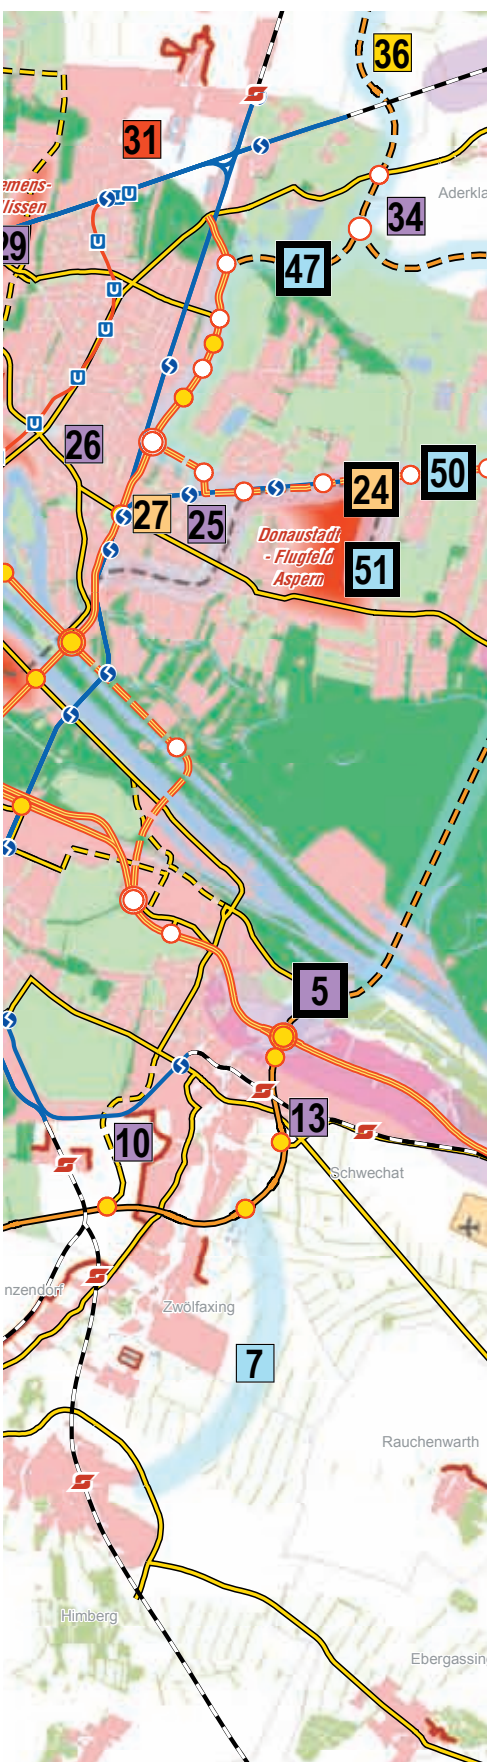 36
31
emens-
lissen
Aderkla
34
29
47
26
50
24
27
25
Donaustadt
- Flugfeld
Aspern
51
5
13
10
Schwechat
nzendorf
Zwölfaxing
7
Rauchenwarth
Himberg
Ebergassin
U
U
U
U
U
U